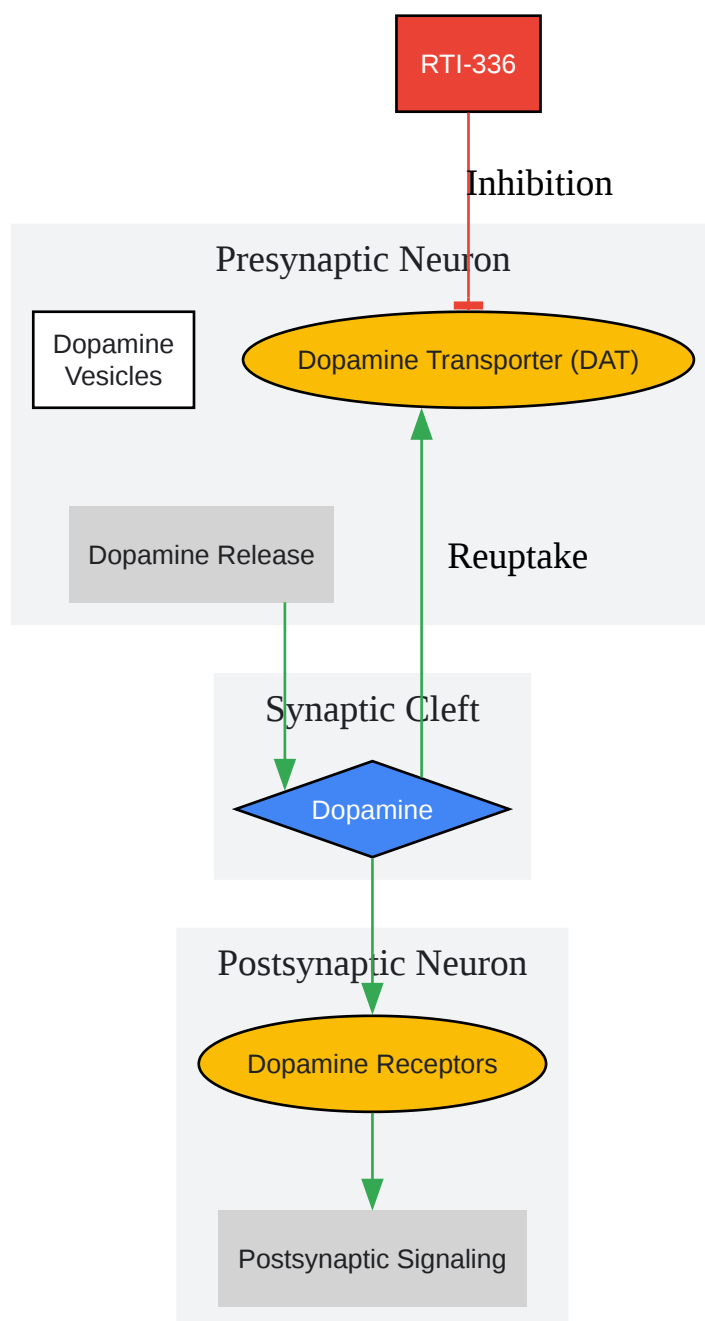 RTI-336
Inhibition
Presynaptic Neuron
Dopamine
Vesicles
Dopamine Transporter (DAT)
Dopamine Release
Reuptake
Synaptic Cleft
Dopamine
Postsynaptic Neuron
Dopamine Receptors
Postsynaptic Signaling